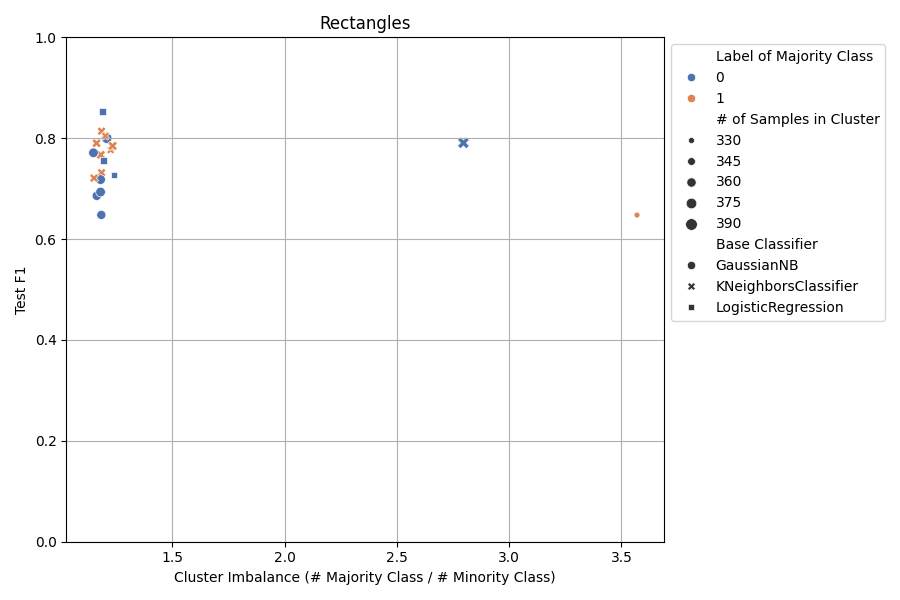 Rectangles
1.0
0.8
0.6
0.4
0.2
0.0
Test F1
1.5
2.0
2.5
3.0
3.5
Cluster Imbalance (# Majority Class / # Minority Class)
Label of Majority Class
0
1
# of Samples in Cluster
330
345
360
375
390
Base Classifier
GaussianNB
KNeighborsClassifier
LogisticRegression